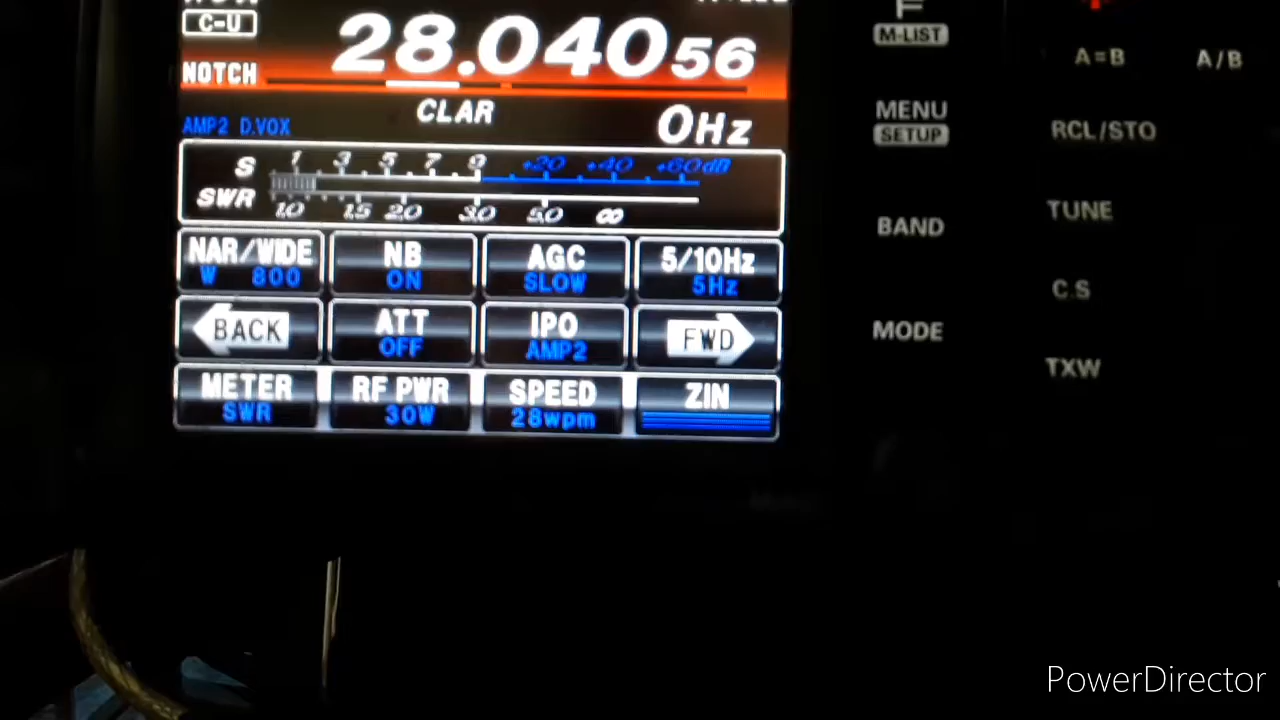 C-U
28.040 56
NOTCH
CLAR
0Hz
AMP2 D.VOX
S 1 3 5 7 9 +20 +40 +60dB
SWR 1.0 1.5 2.0 3.0 5.0 ∞
NAR/WIDE NB AGC 5/10Hz
W 800 ON SLOW 5Hz
BACK ATT IPO FWD
OFF AMP2
METER RF PWR SPEED ZIN
SWR 30W 28wpm
F
M-LIST
A=B A/B
MENU
SETUP
RCL/STO
BAND
TUNE
C.S
MODE
TXW
PowerDirector